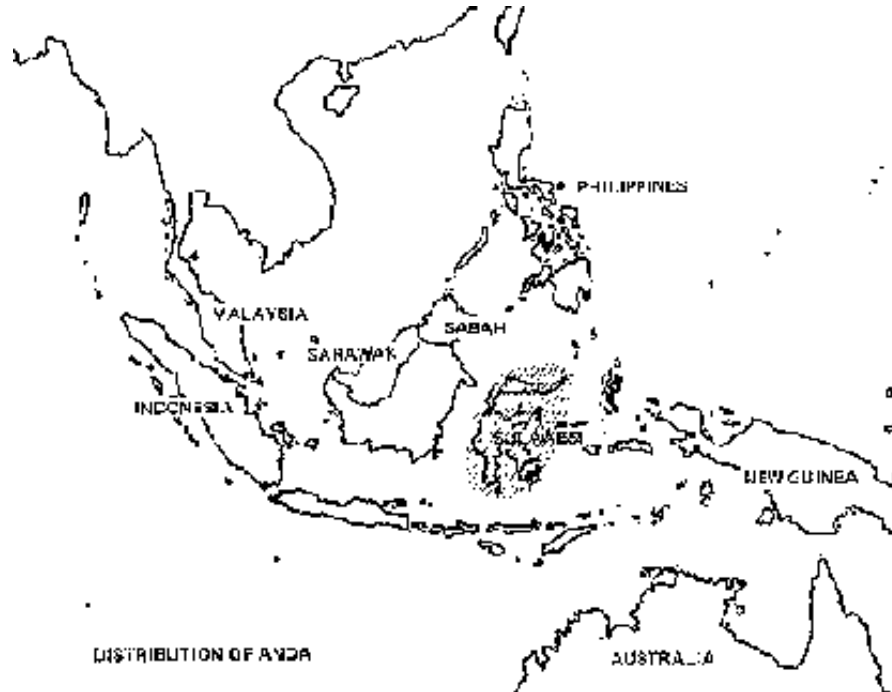 PHILIPPINES
MALAYSIA
SABAH
SARAWAK
INDONESIA
SULAWESI
NEW GUINEA
DISTRIBUTION OF ANOA
AUSTRALIA